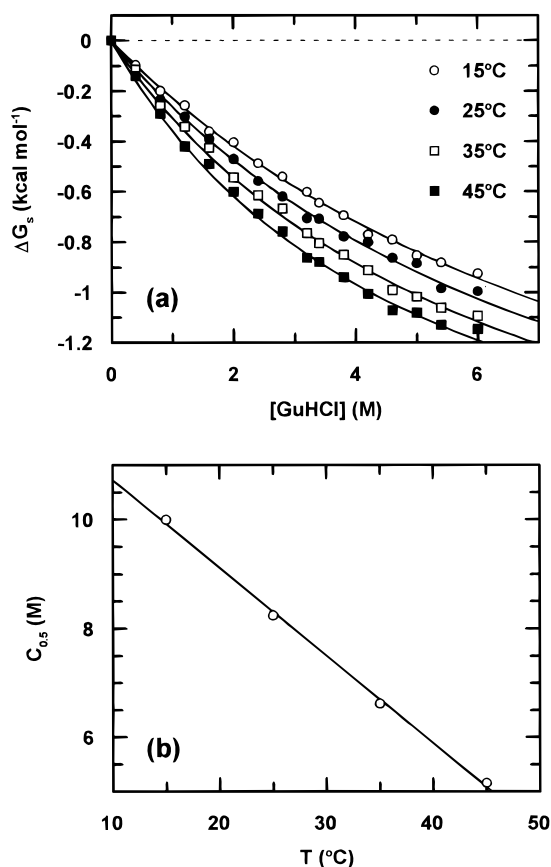 0
-0.2
-0.4
-0.6
-0.8
-1
-1.2
ΔGs (kcal mol-1)
15°C
25°C
35°C
45°C
(a)
0 2 4 6
[GuHCl] (M)
10
8
6
C0.5 (M)
(b)
10 20 30 40 50
T (°C)